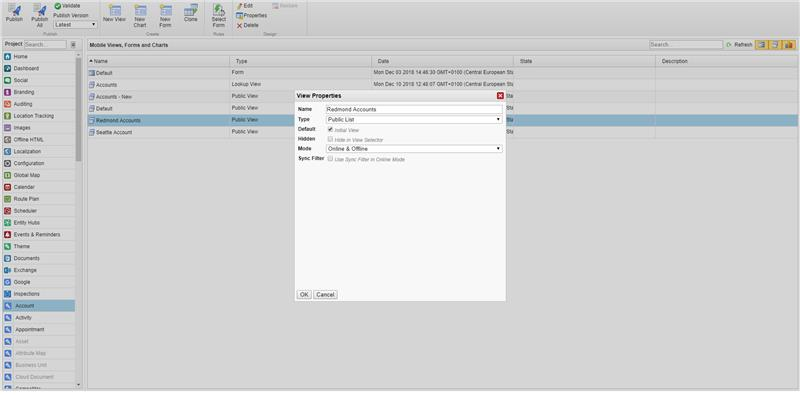 Publish
Publish All
Validate
Publish Version
Latest
Publish
New View
New Chart
New Form
Clone
Create
Select Form
Rules
Edit
Restore
Properties
Delete
Design
Project
Search...
Mobile Views, Forms and Charts
Search...
Refresh
Name Type Date State Description
Default Form Mon Dec 03 2018 14:46:30 GMT+0100 (Central European Sta
Accounts Lookup View Mon Dec 10 2018 12:46:07 GMT+0100 (Central European Sta
Accounts - New Public View Sta
Default Public View Sta
Redmond Accounts Public View Sta
Seattle Account Public View Sta
Home
Dashboard
Social
Branding
Auditing
Location Tracking
Images
Offline HTML
Localization
Configuration
Global Map
Calendar
Route Plan
Scheduler
Entity Hubs
Events & Reminders
Theme
Documents
Exchange
Google
Inspections
Account
Activity
Appointment
Asset
Attribute Map
Business Unit
Cloud Document
View Properties
Name Redmond Accounts
Type Public List
Default Initial View
Hidden Hide in View Selector
Mode Online & Offline
Sync Filter Use Sync Filter in Online Mode
OK Cancel